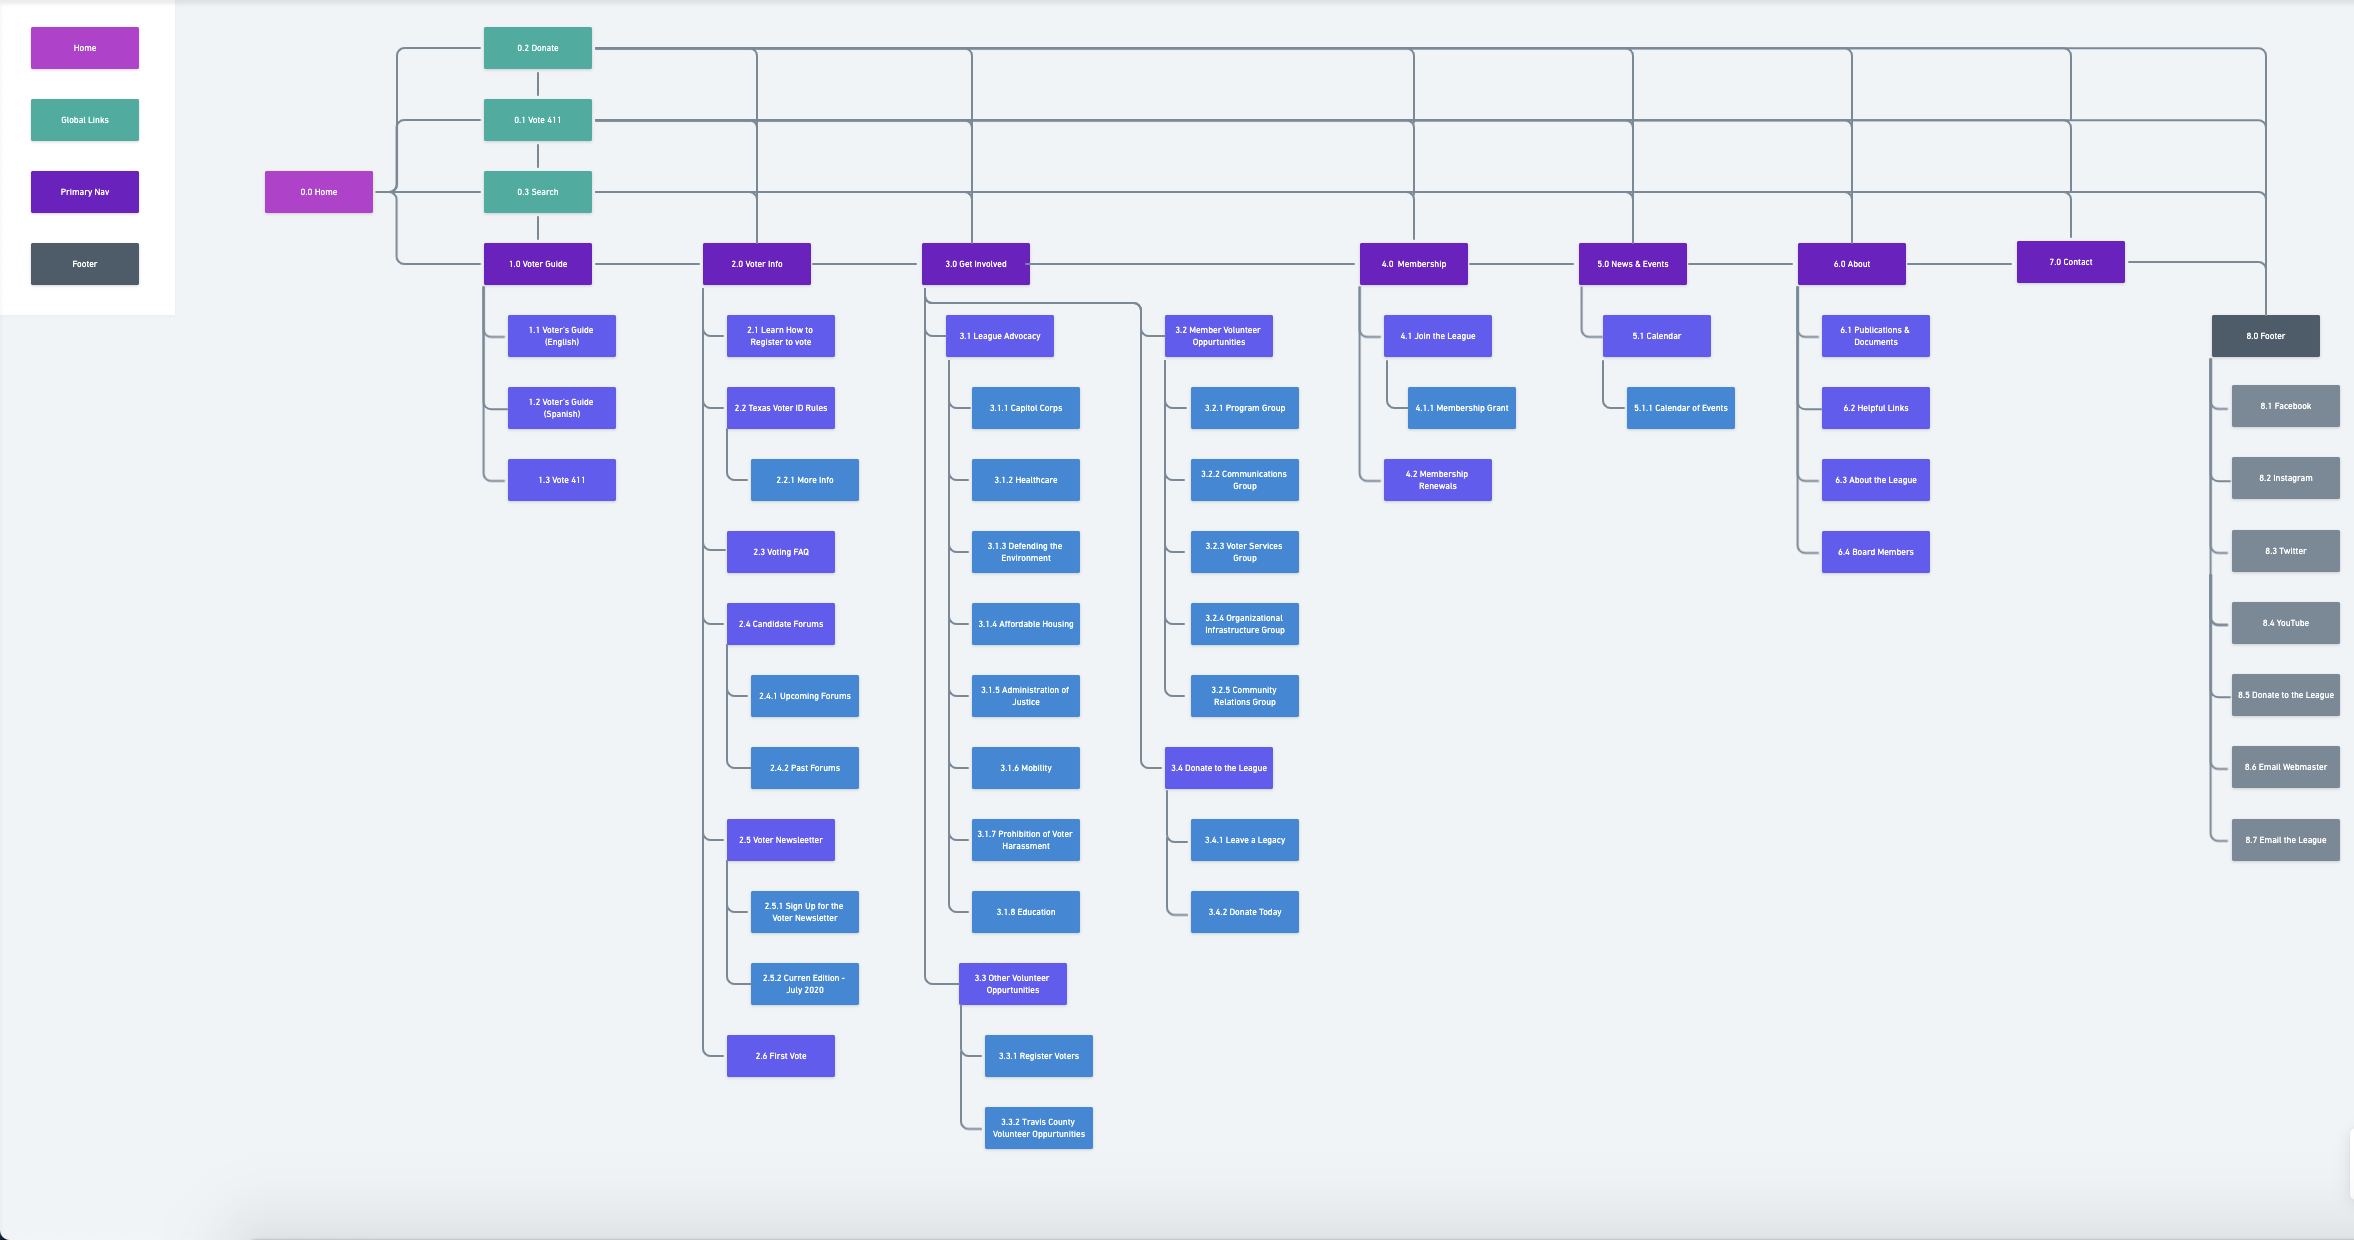 Home
Global Links
Primary Nav
Footer
0.0 Home
0.2 Donate
0.1 Vote 411
0.3 Search
1.0 Voter Guide
1.1 Voter's Guide
(English)
1.2 Voter's Guide
(Spanish)
1.3 Vote 411
2.0 Voter Info
2.1 Learn How to
Register to vote
2.2 Texas Voter ID Rules
2.2.1 More Info
2.3 Voting FAQ
2.4 Candidate Forums
2.4.1 Upcoming Forums
2.4.2 Past Forums
2.5 Voter Newsleetter
2.5.1 Sign Up for the
Voter Newsletter
2.5.2 Curren Edition -
July 2020
2.6 First Vote
3.0 Get Involved
3.1 League Advocacy
3.1.1 Capitol Corps
3.1.2 Healthcare
3.1.3 Defending the
Environment
3.1.4 Affordable Housing
3.1.5 Administration of
Justice
3.1.6 Mobility
3.1.7 Prohibition of Voter
Harassment
3.1.8 Education
3.3 Other Volunteer
Oppurtunities
3.3.1 Register Voters
3.3.2 Travis County
Volunteer Oppurtunities
3.2 Member Volunteer
Oppurtunities
3.2.1 Program Group
3.2.2 Communications
Group
3.2.3 Voter Services
Group
3.2.4 Organizational
Infrastructure Group
3.2.5 Community
Relations Group
3.4 Donate to the League
3.4.1 Leave a Legacy
3.4.2 Donate Today
4.0 Membership
4.1 Join the League
4.1.1 Membership Grant
4.2 Membership
Renewals
5.0 News & Events
5.1 Calendar
5.1.1 Calendar of Events
6.0 About
6.1 Publications &
Documents
6.2 Helpful Links
6.3 About the League
6.4 Board Members
7.0 Contact
8.0 Footer
8.1 Facebook
8.2 Instagram
8.3 Twitter
8.4 YouTube
8.5 Donate to the League
8.6 Email Webmaster
8.7 Email the League